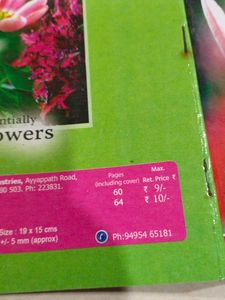 ntially
owers
Max.
Pages
(including cover) Ret. Price ₹
ustries, Ayyappath Road,
80 503. Ph: 223831.
60 ₹ 9/-
64 ₹ 10/-
Size : 19 x 15 cms
+/- 5 mm (approx)
Ph:95454 65181